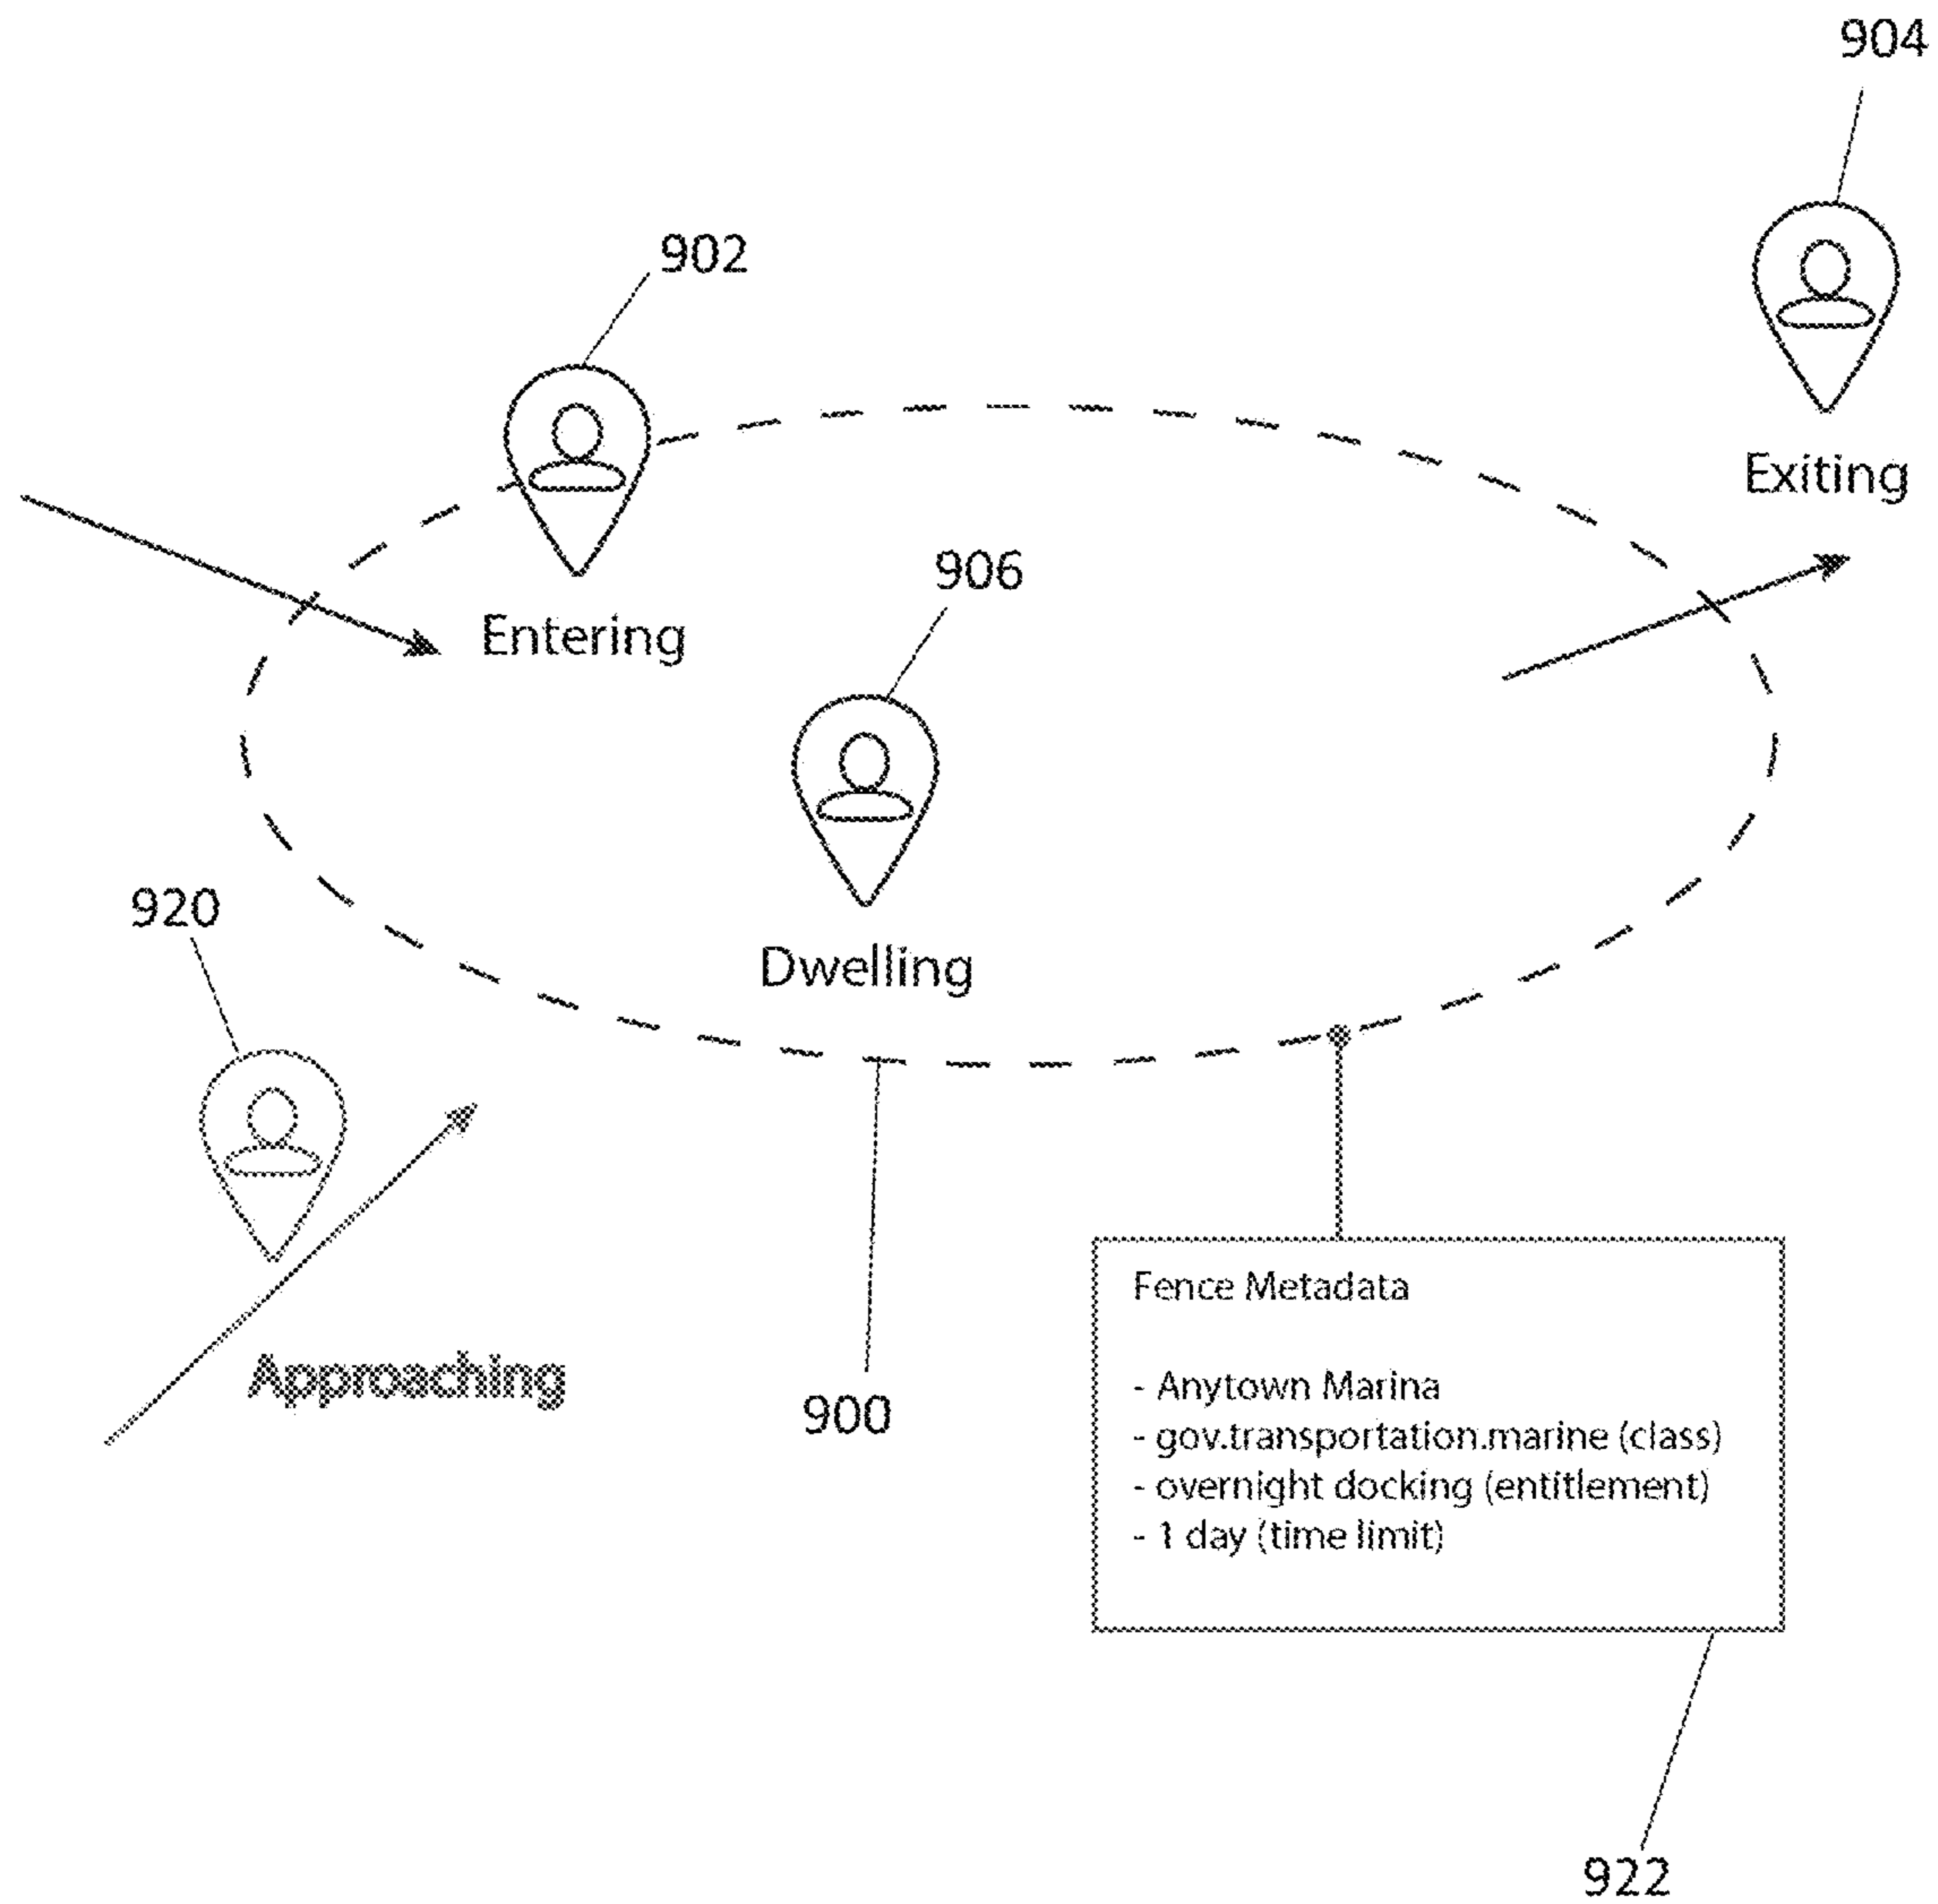 904
902
Exiting
906
Entering
920
Dwelling
Fence Metadata
Approaching
- Anytown Marina
900
- gov.transportation.marine (class)
- overnight docking (entitlement)
- 1 day (time limit)
922